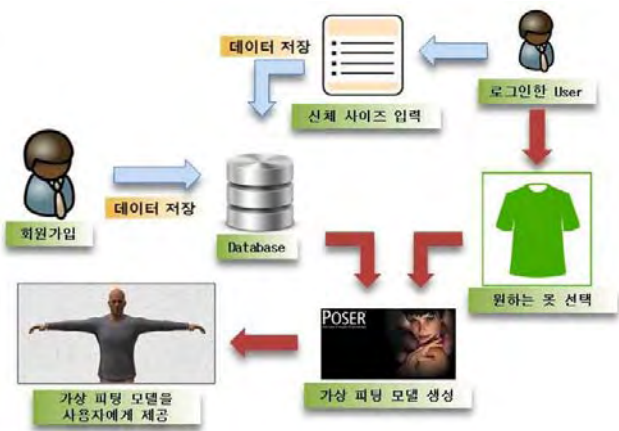 데이터 저장
로그인한 User
신체 사이즈 입력
데이터 저장
회원가입
Database
원하는 옷 선택
POSER
가상 피팅 모델을
사용자에게 제공
가상 피팅 모델 생성